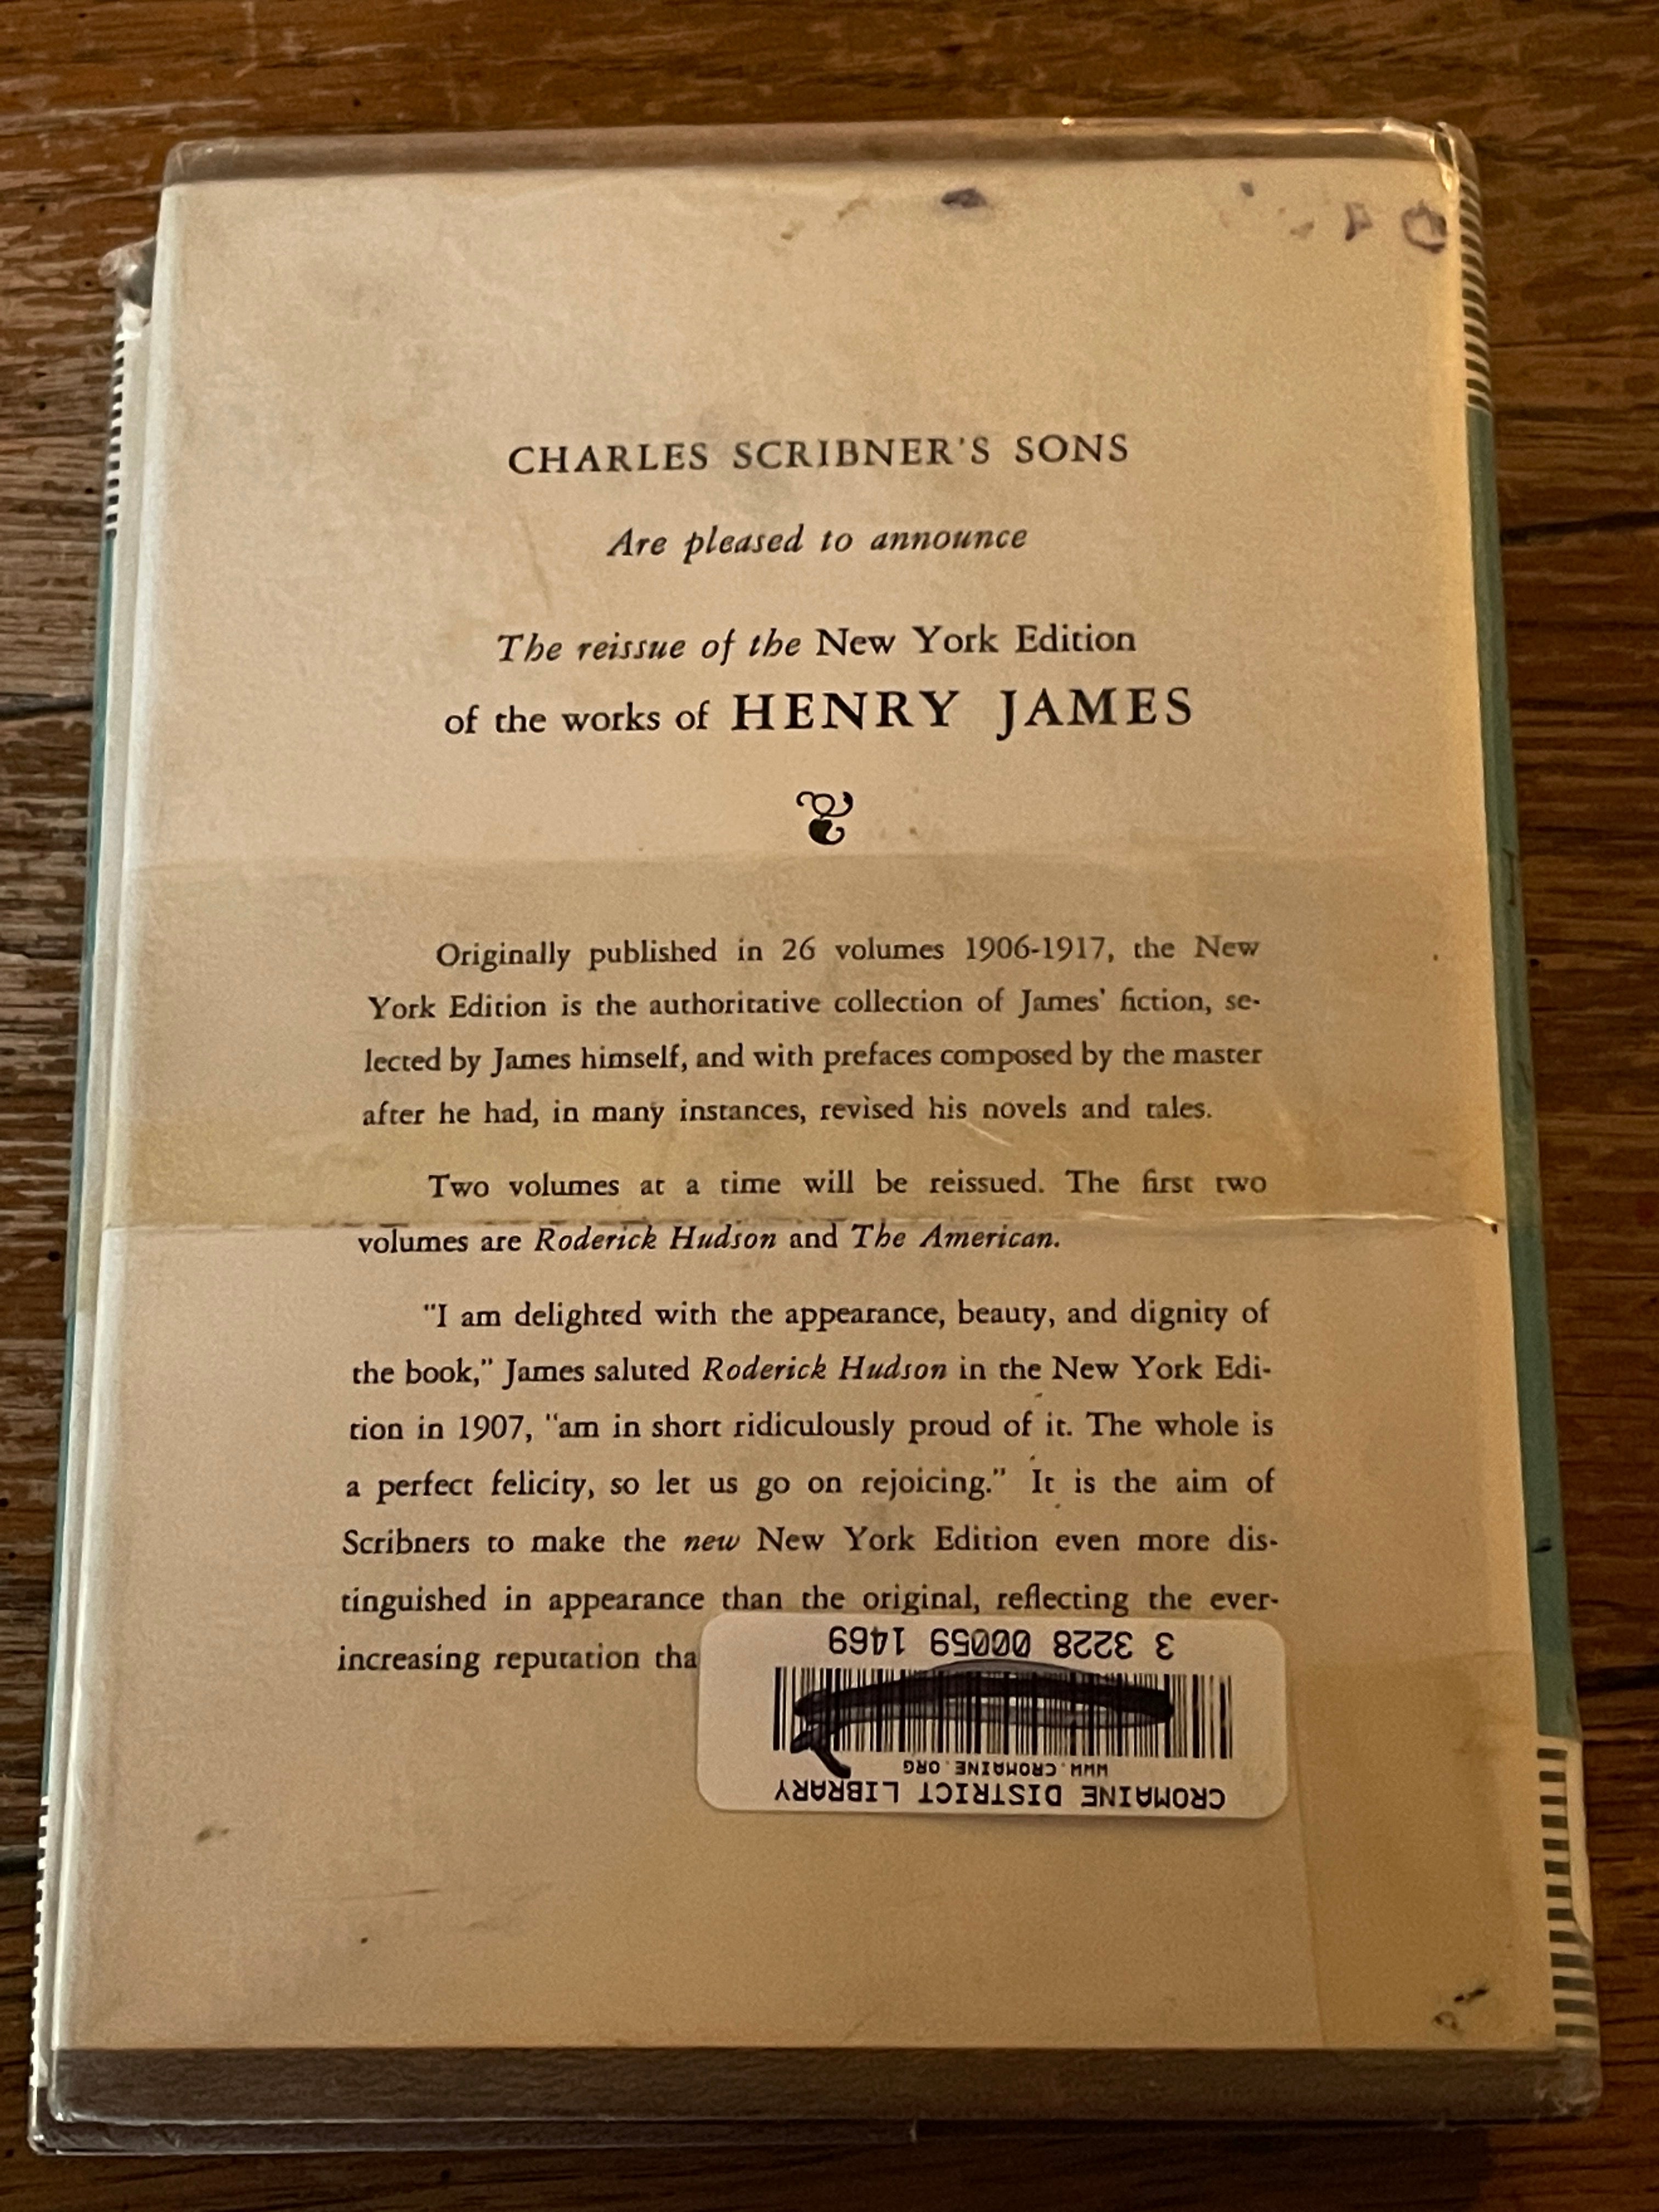 CHARLES SCRIBNER'S SONS
Are pleased to announce
The reissue of the New York Edition
of the works of HENRY JAMES
Originally published in 26 volumes 1906-1917, the New
York Edition is the authoritative collection of James' fiction, se-
lected by James himself, and with prefaces composed by the master
after he had, in many instances, revised his novels and tales.
Two volumes at a time will be reissued. The first two
volumes are Roderick Hudson and The American.
"I am delighted with the appearance, beauty, and dignity of
the book," James saluted Roderick Hudson in the New York Edi-
tion in 1907, "am in short ridiculously proud of it. The whole is
a perfect felicity, so let us go on rejoicing." It is the aim of
Scribners to make the new New York Edition even more dis-
tinguished in appearance than the original, reflecting the ever-
increasing reputation
CROMAINE DISTRICT LIBRARY
WWW.CROMAINE.ORG
3 3228 00059 1469